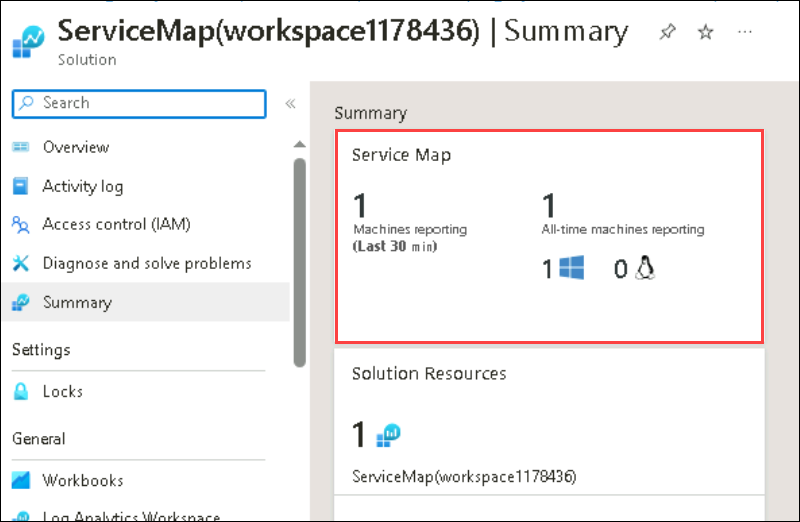 ServiceMap(workspace1178436) | Summary
Solution
Search
Overview
Activity log
Access control (IAM)
Diagnose and solve problems
Summary
Settings
Locks
General
Workbooks
Log Analytics Workspace
Summary
Service Map
1
Machines reporting
(Last 30 min)
1
All-time machines reporting
1
0
Solution Resources
1
ServiceMap(workspace1178436)